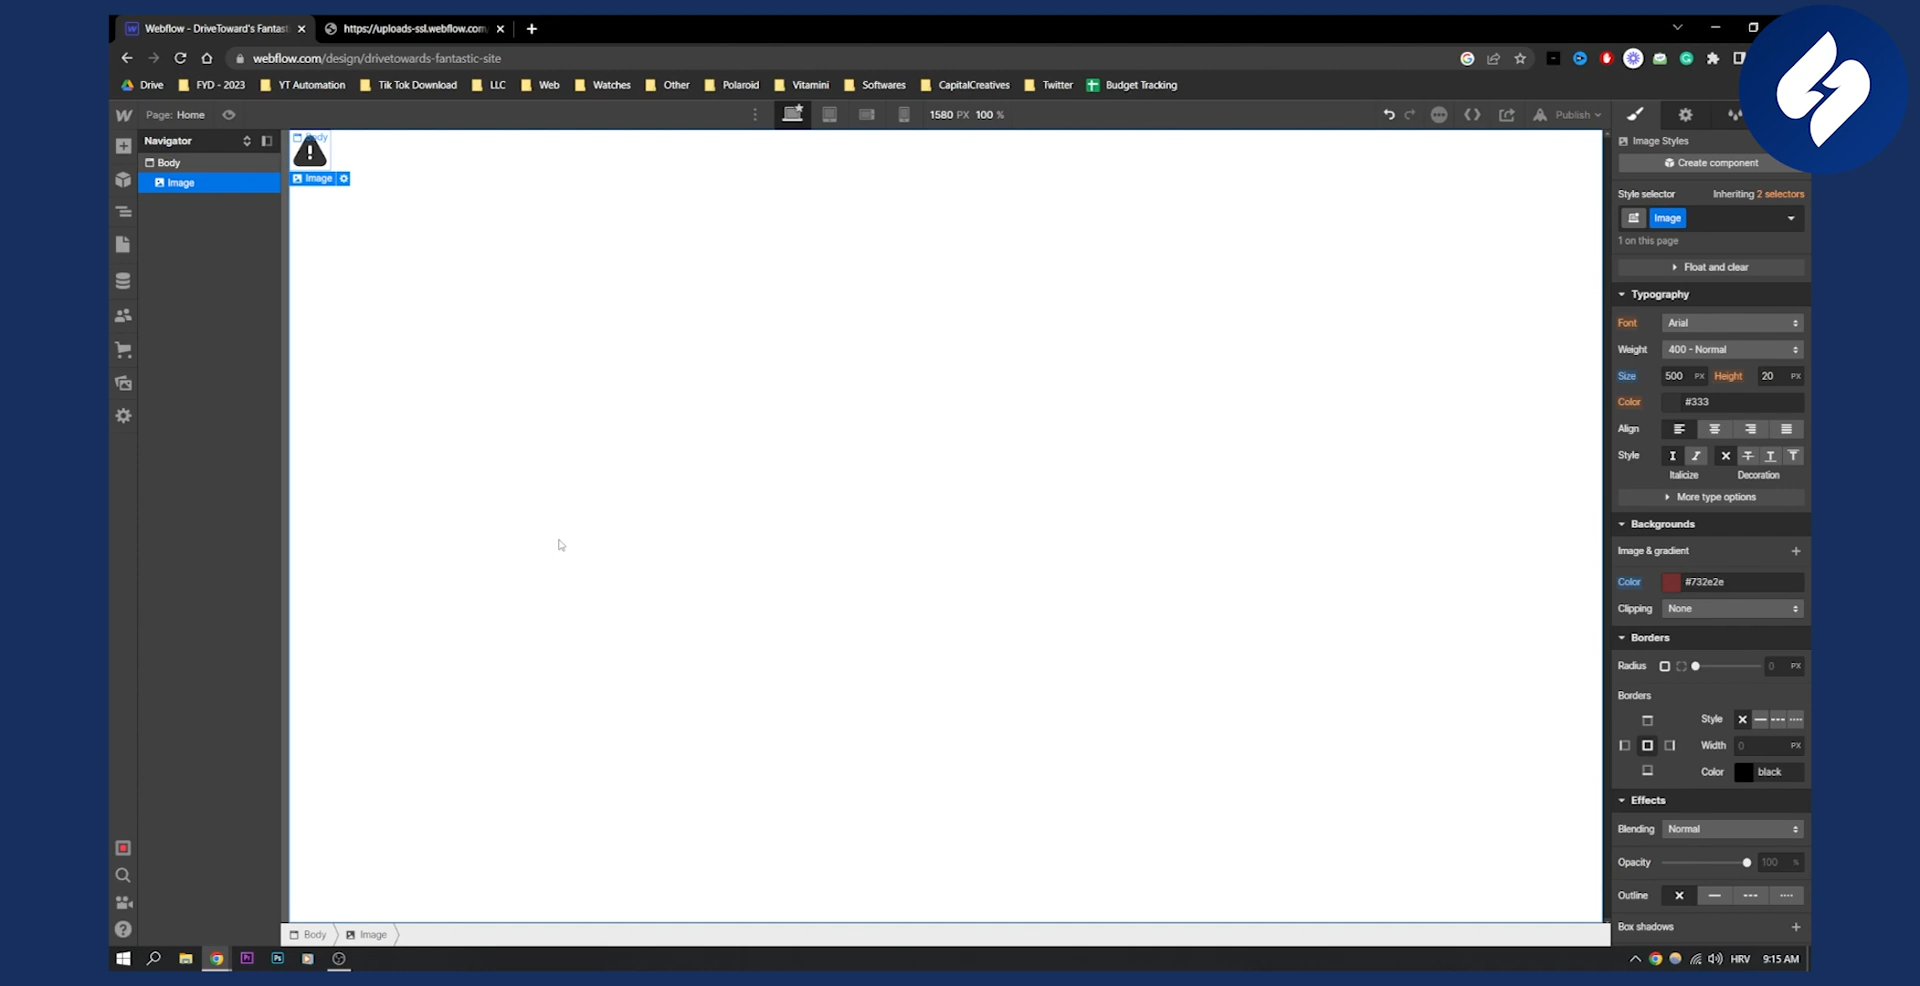 Webflow - DriveToward's Fantast
https://uploads-ssl.webflow.com
webflow.com/design/drivetowards-fantastic-site
Drive FYD - 2023 YT Automation Tik Tok Download LLC Web Watches Other Polaroid Vitamini Softwares CapitalCreatives Twitter Budget Tracking
Page: Home
1580 PX 100 %
Publish
Navigator
Body
Image
Body
Image
Image Styles
Create component
Style selector Inheriting 2 selectors
Image
1 on this page
Float and clear
Typography
Font Arial
Weight 400 - Normal
Size 500 PX Height 20 PX
Color #333
Align
Style
Italicize Decoration
More type options
Backgrounds
Image & gradient
Color #732e2e
Clipping None
Borders
Radius 0 PX
Borders
Style
Width 0 PX
Color black
Effects
Blending Normal
Opacity 100 %
Outline
Box shadows
Body Image
Pr
Ps
HRV 9:15 AM